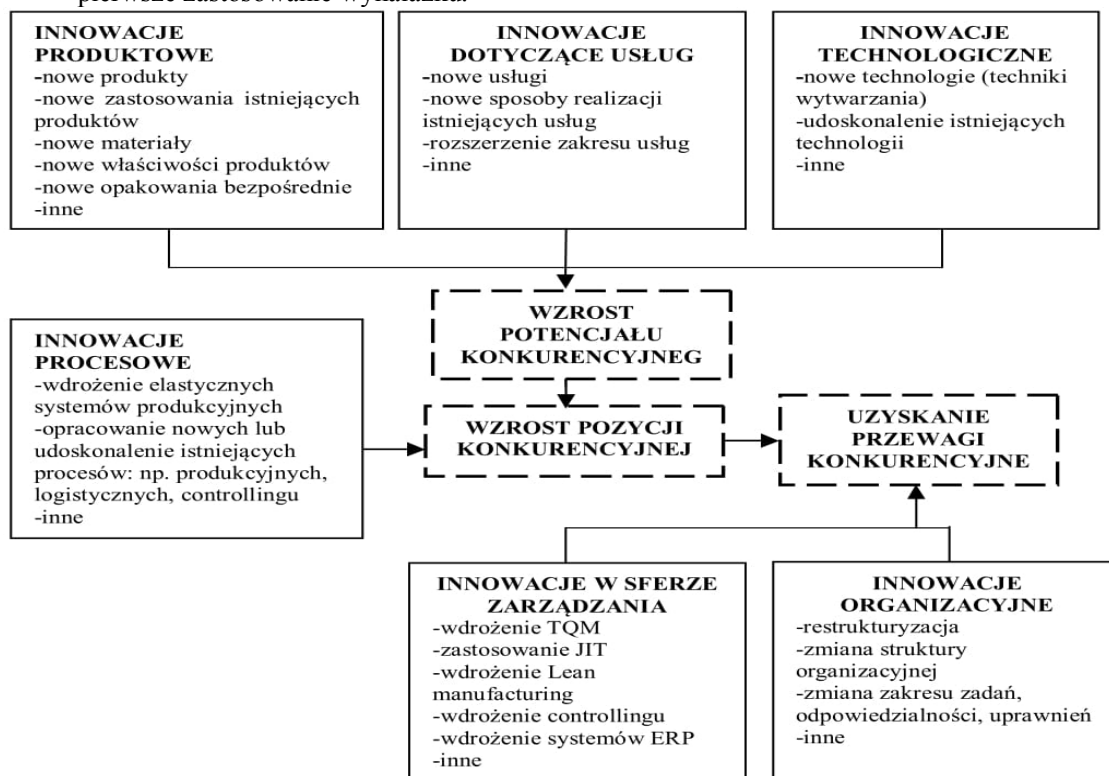 pierwsze zastosowanie wynalazku.
INNOWACJE
PRODUKTOWE
-nowe produkty
-nowe zastosowania istniejących
produktów
-nowe materiały
-nowe właściwości produktów
-nowe opakowania bezpośrednie
-inne
INNOWACJE
DOTYCZĄCE USŁUG
-nowe usługi
-nowe sposoby realizacji
istniejących usług
-rozszerzenie zakresu usług
-inne
INNOWACJE
TECHNOLOGICZNE
-nowe technologie (techniki
wytwarzania)
-udoskonalenie istniejących
technologii
-inne
WZROST
POTENCJAŁU
KONKURENCYJNEG
INNOWACJE
PROCESOWE
-wdrożenie elastycznych
systemów produkcyjnych
-opracowanie nowych lub
udoskonalenie istniejących
procesów: np. produkcyjnych,
logistycznych, controllingu
-inne
WZROST POZYCJI
KONKURENCYJNEJ
UZYSKANIE
PRZEWAGI
KONKURENCYJNE
INNOWACJE W SFERZE
ZARZĄDZANIA
-wdrożenie TQM
-zastosowanie JIT
-wdrożenie Lean
manufacturing
-wdrożenie controllingu
-wdrożenie systemów ERP
-inne
INNOWACJE
ORGANIZACYJNE
-restrukturyzacja
-zmiana struktury
organizacyjnej
-zmiana zakresu zadań,
odpowiedzialności, uprawnień
-inne